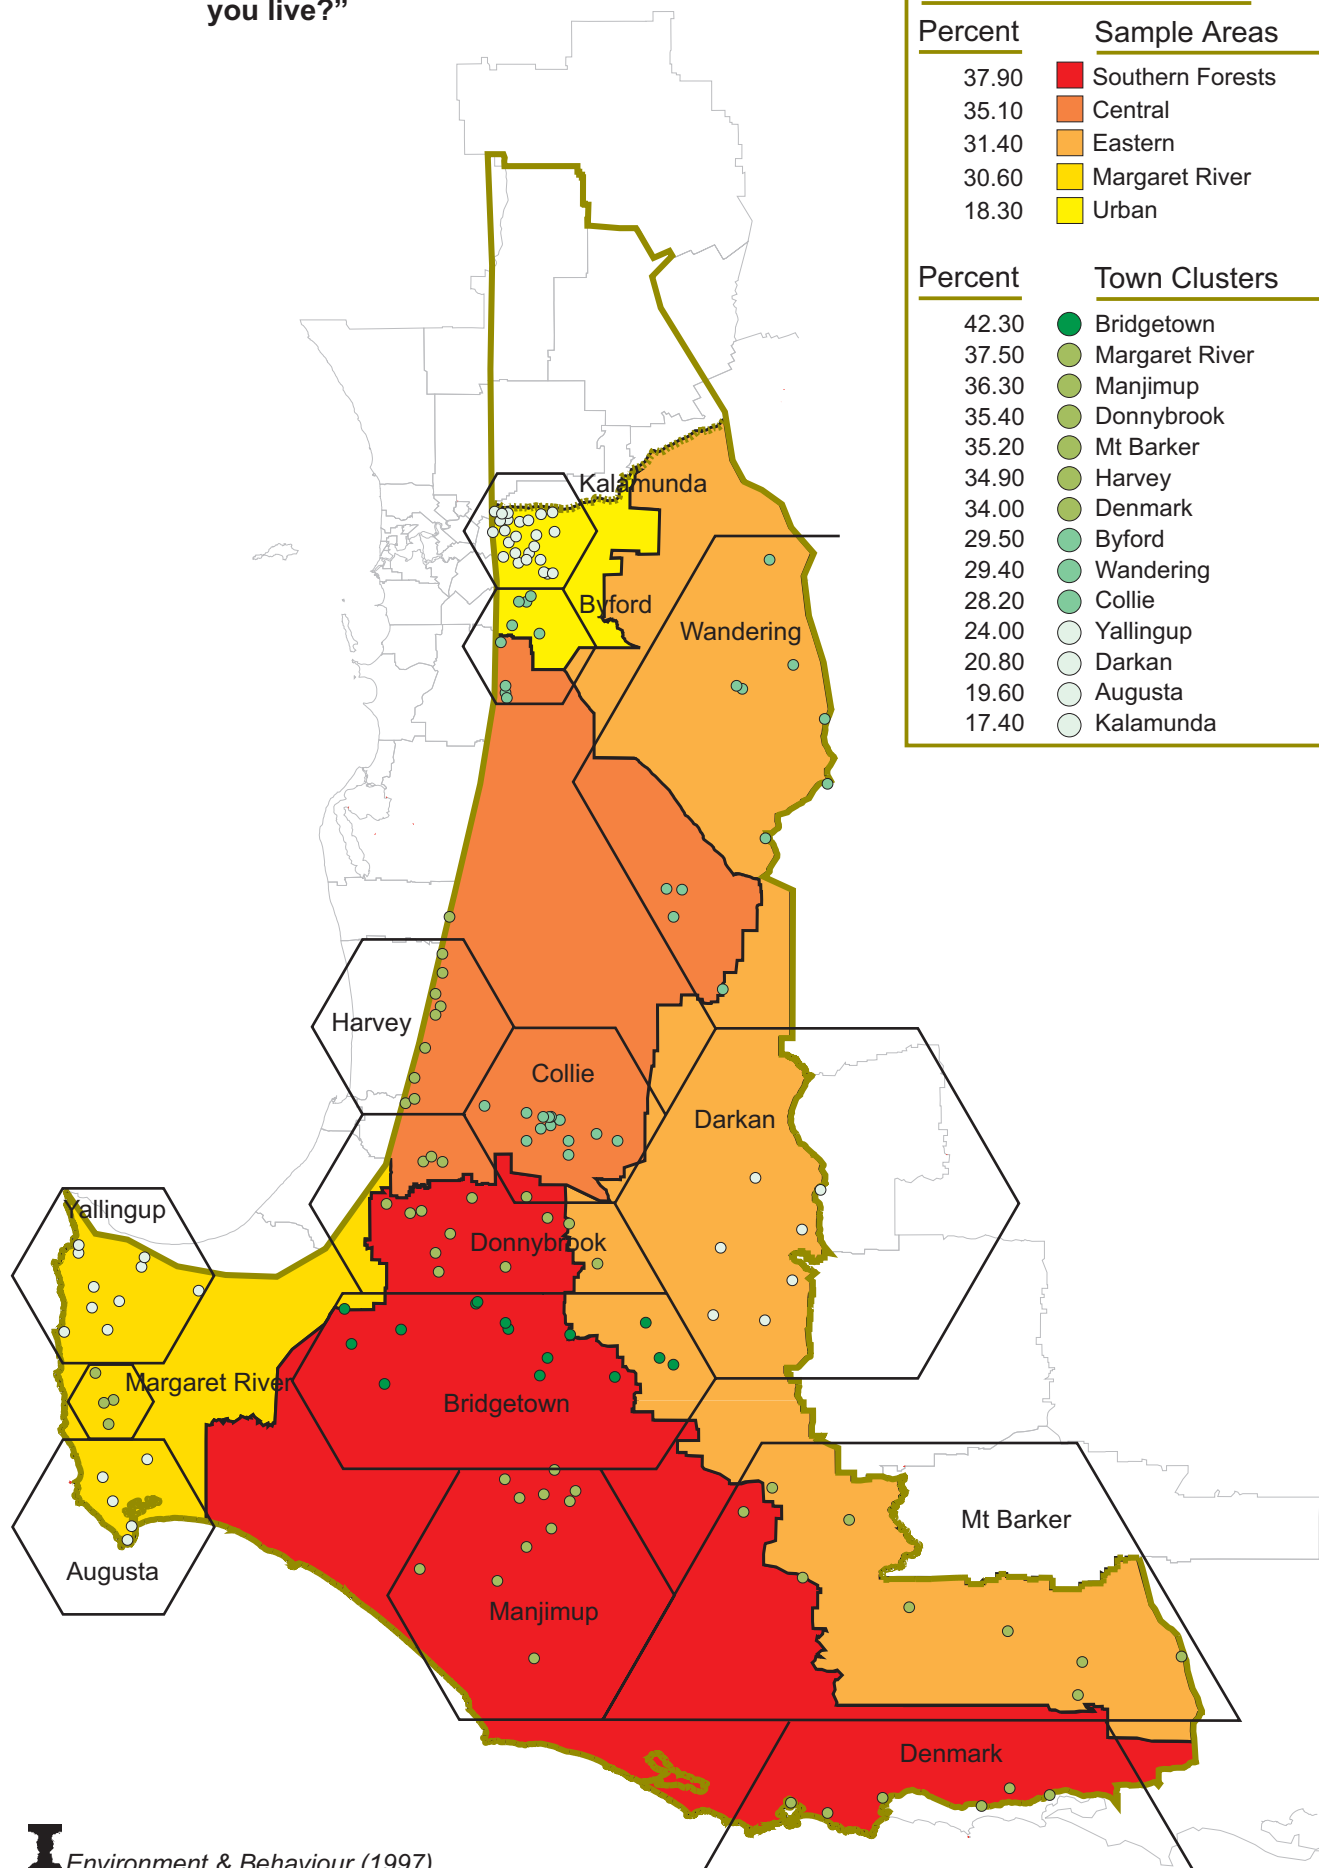 you live?”
Percent Sample Areas
37.90 Southern Forests
35.10 Central
31.40 Eastern
30.60 Margaret River
18.30 Urban
Percent Town Clusters
42.30 Bridgetown
37.50 Margaret River
36.30 Manjimup
35.40 Donnybrook
35.20 Mt Barker
34.90 Harvey
34.00 Denmark
29.50 Byford
29.40 Wandering
28.20 Collie
24.00 Yallingup
20.80 Darkan
19.60 Augusta
17.40 Kalamunda
Kalamunda
Byford
Wandering
Harvey
Collie
Darkan
Yallingup
Donnybrook
Margaret River
Bridgetown
Mt Barker
Augusta
Manjimup
Denmark
Environment & Behaviour (1997)